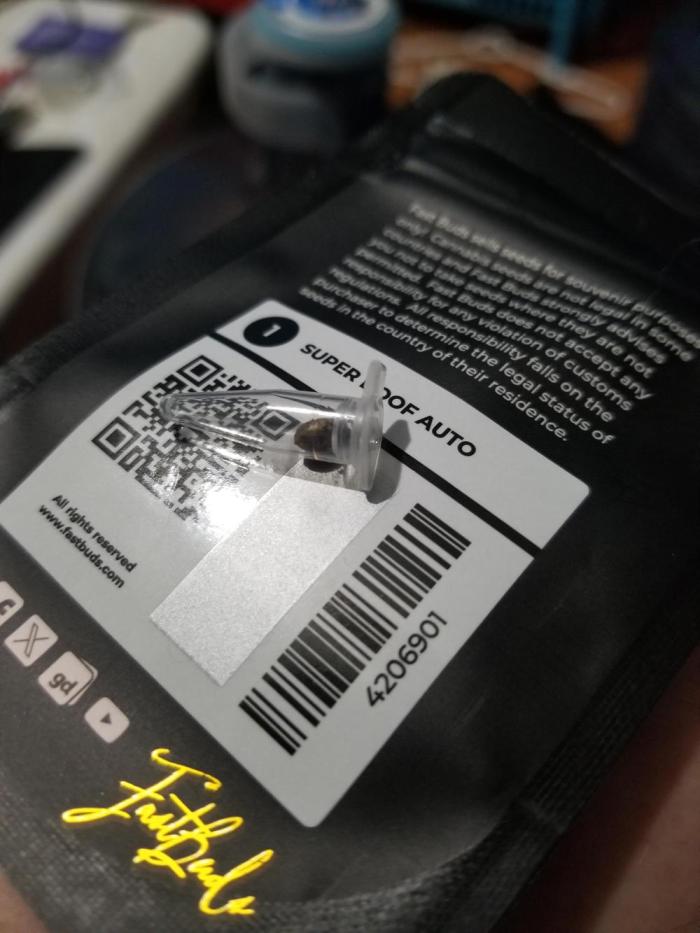 Fast Buds sells seeds for souvenir purposes
only. Cannabis seeds are not legal in some
countries and Fast Buds strongly advises
you not to use seeds where they are not
permitted. Fast Buds does not accept any
responsibility for any violation of customs
regulations. All responsibility falls on the
purchaser to determine the legal status of
seeds in the country of their residence.
1
SUPER AUTO
All rights reserved
www.fastbuds.com
4206901
f X gd
FastBuds